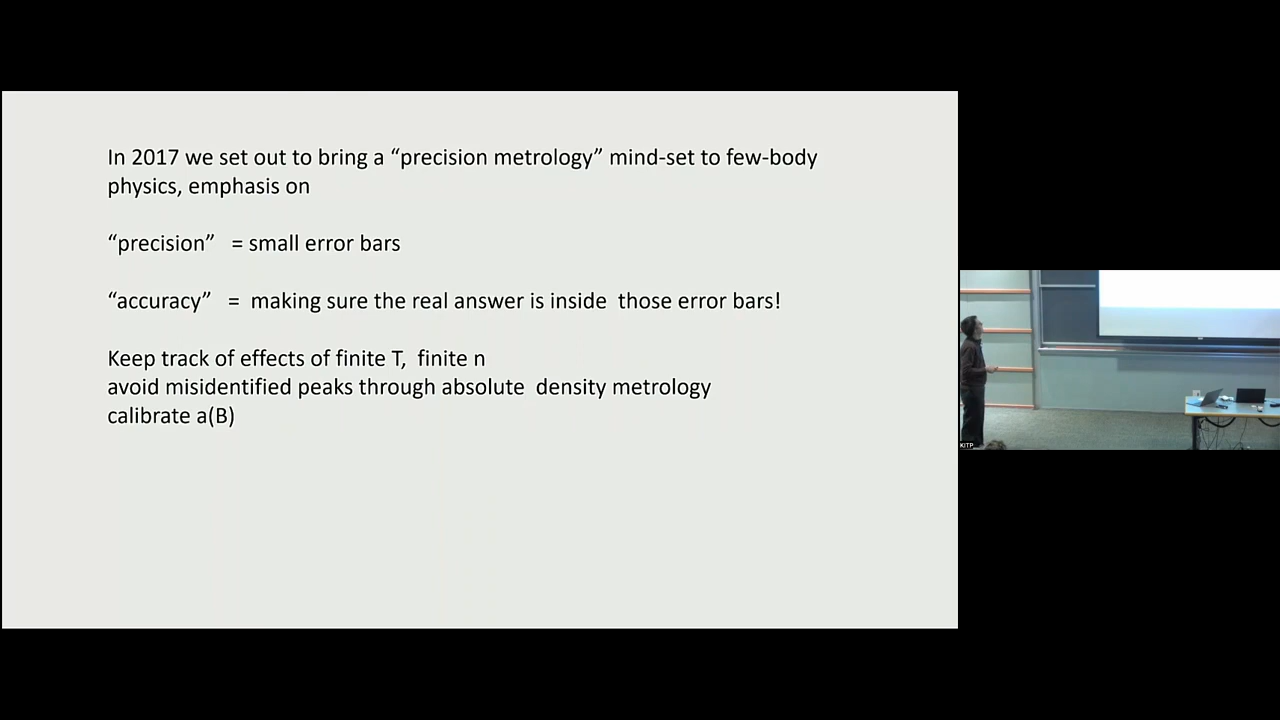 In 2017 we set out to bring a “precision metrology” mind-set to few-body
physics, emphasis on
“precision” = small error bars
“accuracy” = making sure the real answer is inside those error bars!
Keep track of effects of finite T, finite n
avoid misidentified peaks through absolute density metrology
calibrate a(B)
KITP